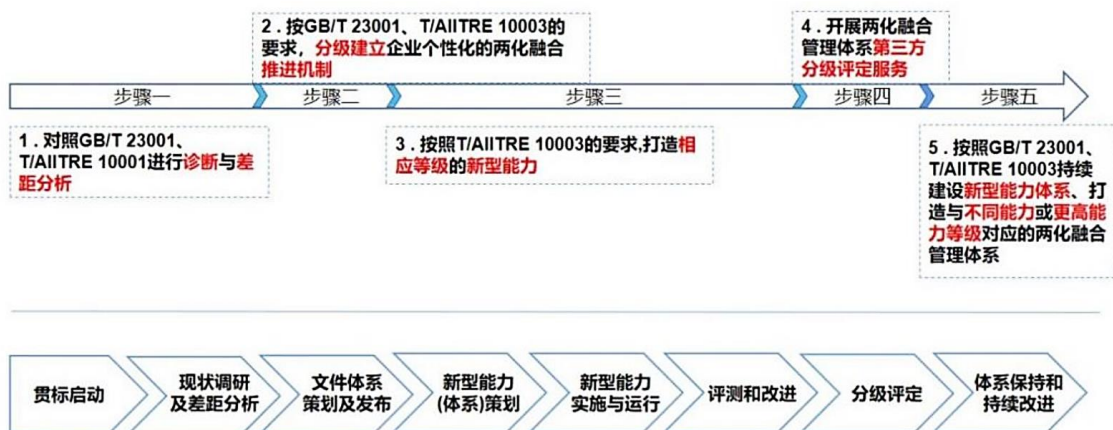 2．按GB/T 23001、T/AIITRE 10003的
要求，分级建立企业个性化的两化融合
推进机制
4．开展两化融合
管理体系第三方
分级评定服务
步骤一
步骤二
步骤三
步骤四
步骤五
1．对照GB/T 23001、
T/AIITRE 10001进行诊断与差
距分析
3．按照T/AIITRE 10003的要求,打造相
应等级的新型能力
5．按照GB/T 23001、
T/AIITRE 10003持续
建设新型能力体系、打
造与不同能力或更高能
力等级对应的两化融合
管理体系
贯标启动
现状调研
及差距分析
文件体系
策划及发布
新型能力
(体系)策划
新型能力
实施与运行
评测和改进
分级评定
体系保持和
持续改进